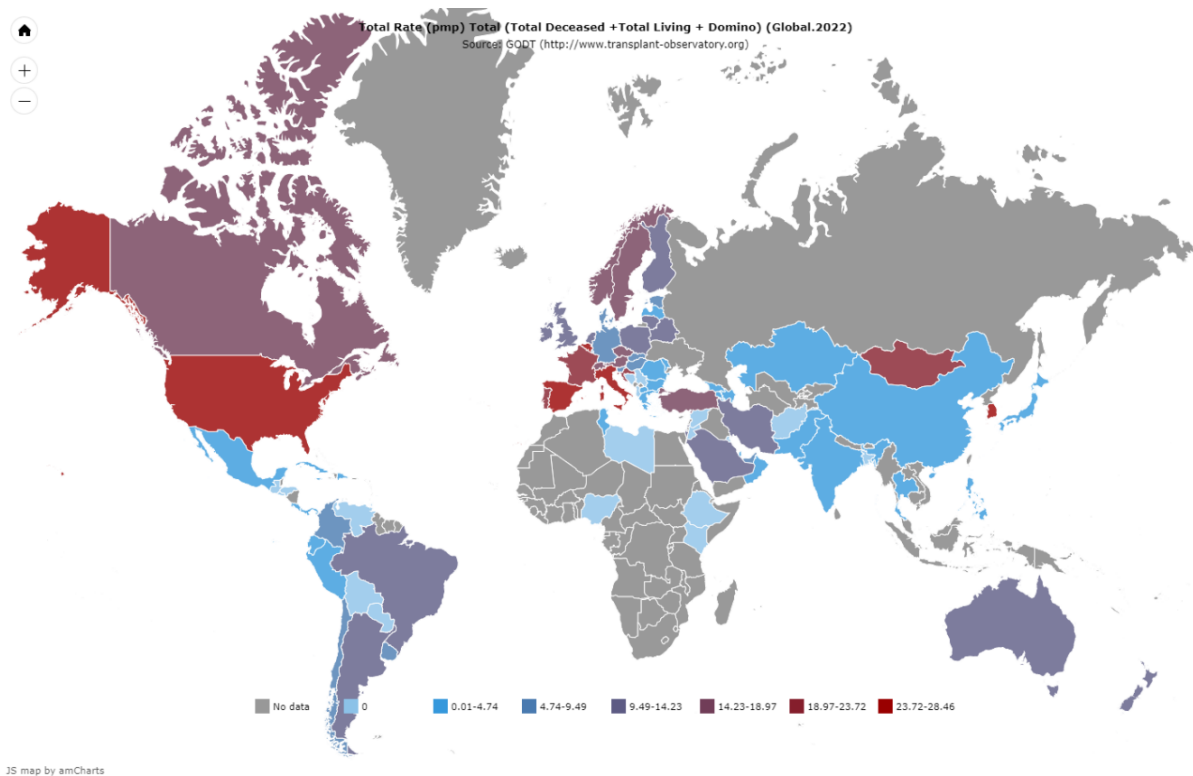 Total Rate (pmp) Total (Total Deceased +Total Living + Domino) (Global.2022)
Source: GODT (http://www.transplant-observatory.org)
+
−
No data 0 0.01-4.74 4.74-9.49 9.49-14.23 14.23-18.97 18.97-23.72 23.72-28.46
JS map by amCharts